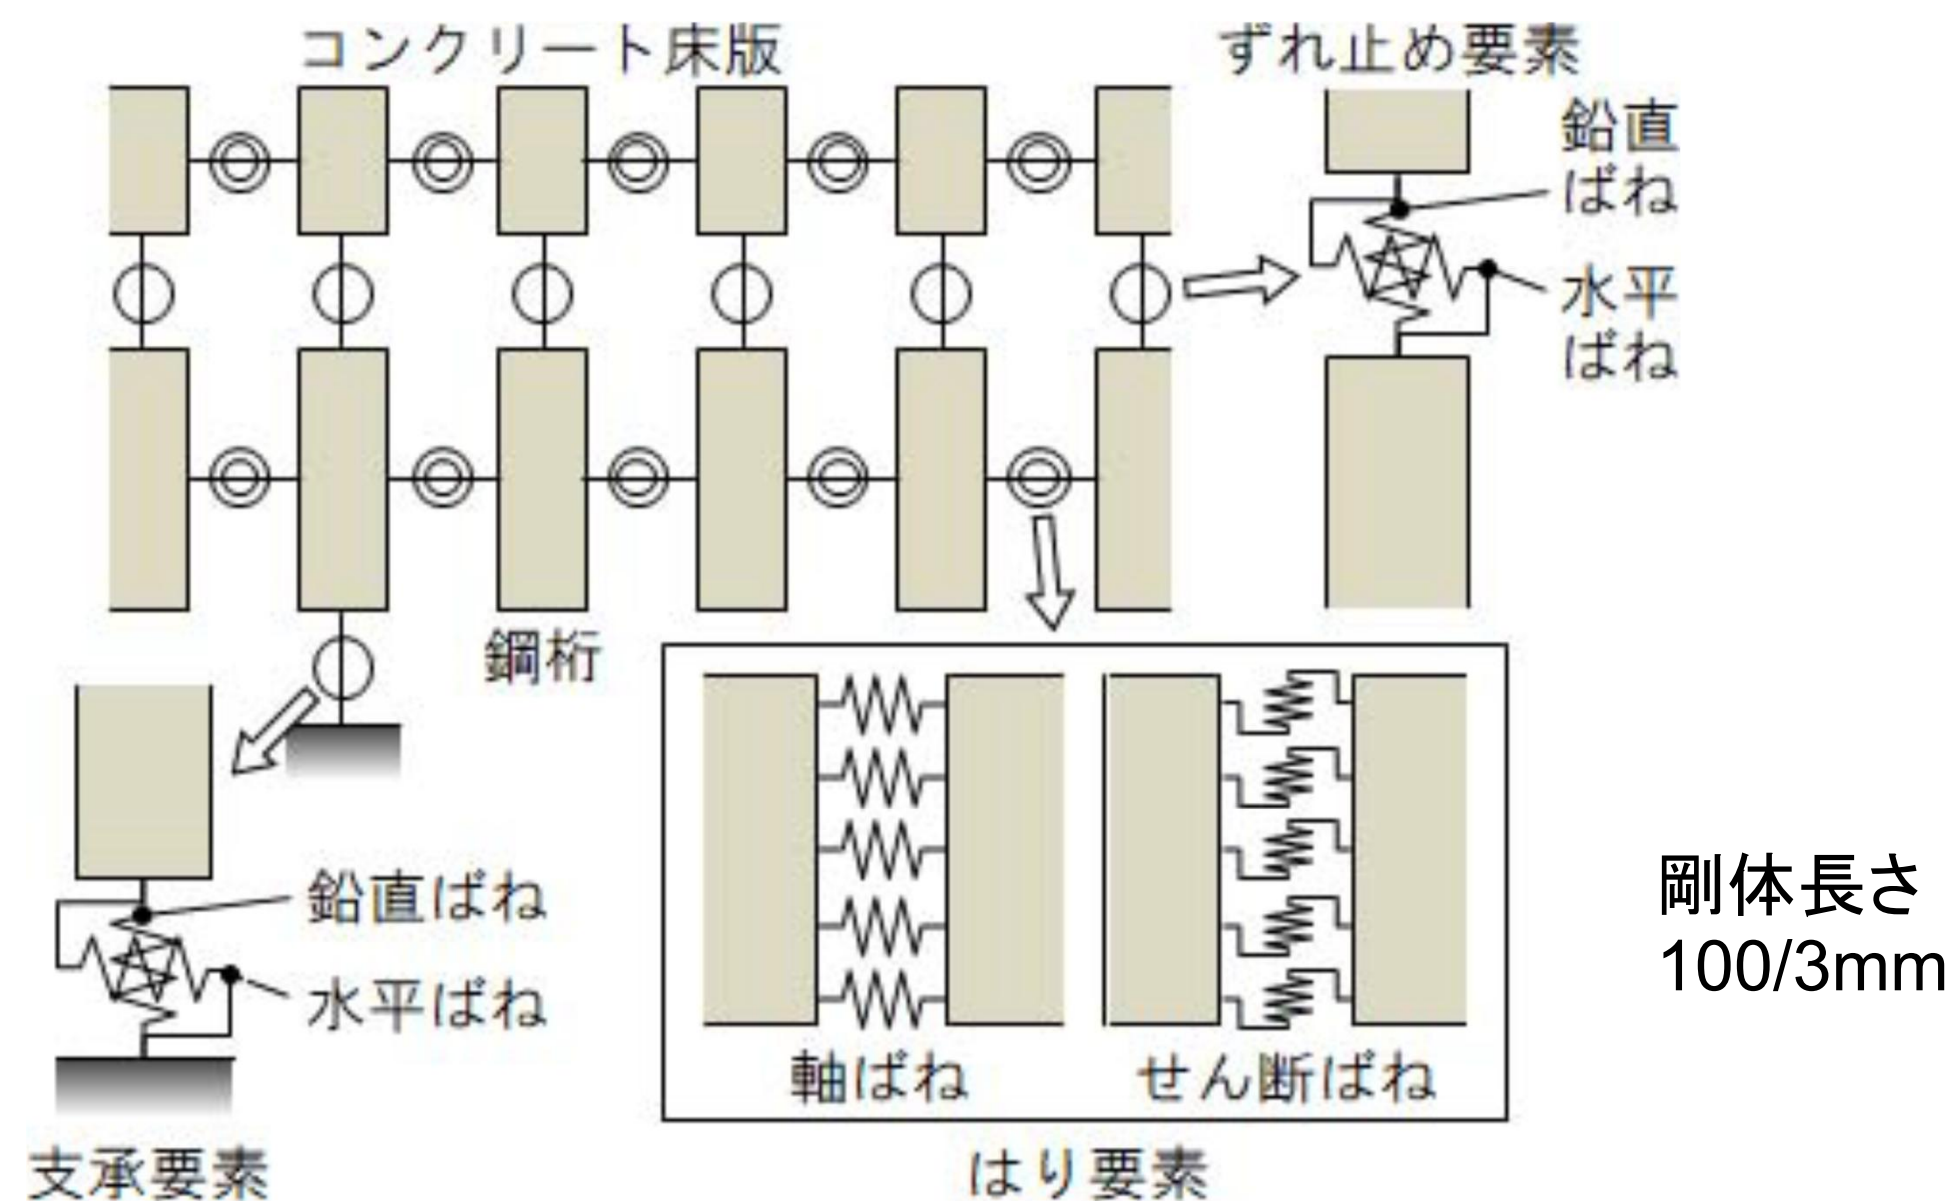 コンクリート床版
ずれ止め要素
鉛直
ばね
水平
ばね
鋼桁
鉛直ばね
水平ばね
支承要素
軸ばね
せん断ばね
はり要素
剛体長さ
100/3mm